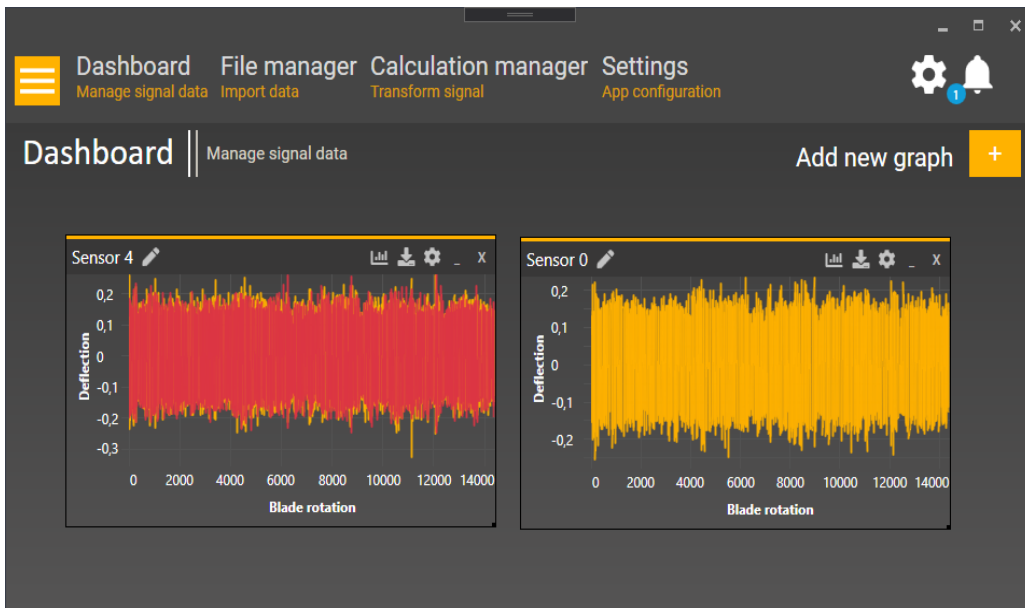 Dashboard File manager Calculation manager Settings
Manage signal data Import data Transform signal App configuration
1
Dashboard Manage signal data Add new graph +
Sensor 4 _ X
0,2
0,1
0
-0,1
-0,2
-0,3
Deflection
0 2000 4000 6000 8000 10000 12000 14000
Blade rotation
Sensor 0 _ X
0,2
0,1
0
-0,1
-0,2
Deflection
0 2000 4000 6000 8000 10000 12000 14000
Blade rotation